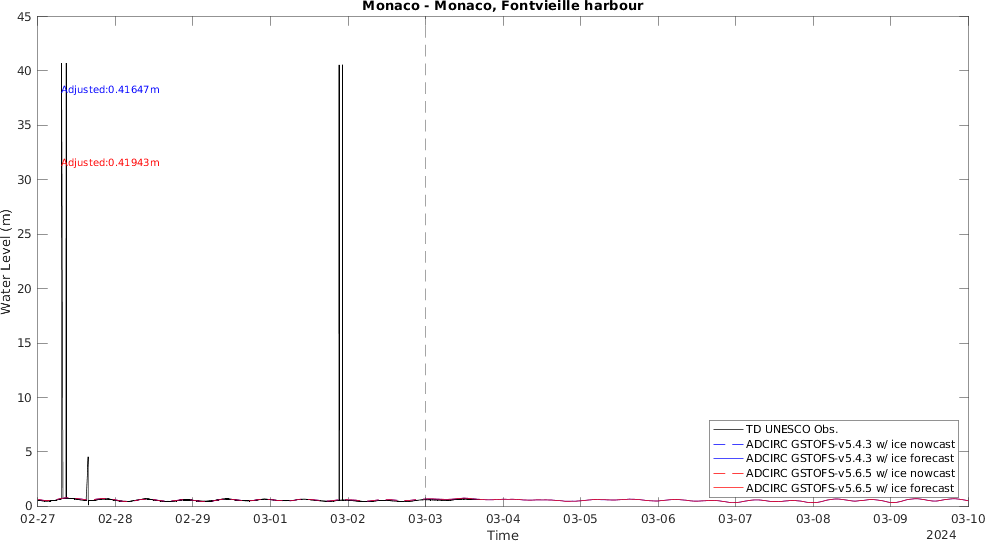 Monaco - Monaco, Fontvieille harbour
45
40
35
30
25
20
15
10
5
0
Water Level (m)
Adjusted:0.41647m
Adjusted:0.41943m
TD UNESCO Obs.
ADCIRC GSTOFS-v5.4.3 w/ ice nowcast
ADCIRC GSTOFS-v5.4.3 w/ ice forecast
ADCIRC GSTOFS-v5.6.5 w/ ice nowcast
ADCIRC GSTOFS-v5.6.5 w/ ice forecast
02-27 02-28 02-29 03-01 03-02 03-03 03-04 03-05 03-06 03-07 03-08 03-09 03-10
Time
2024